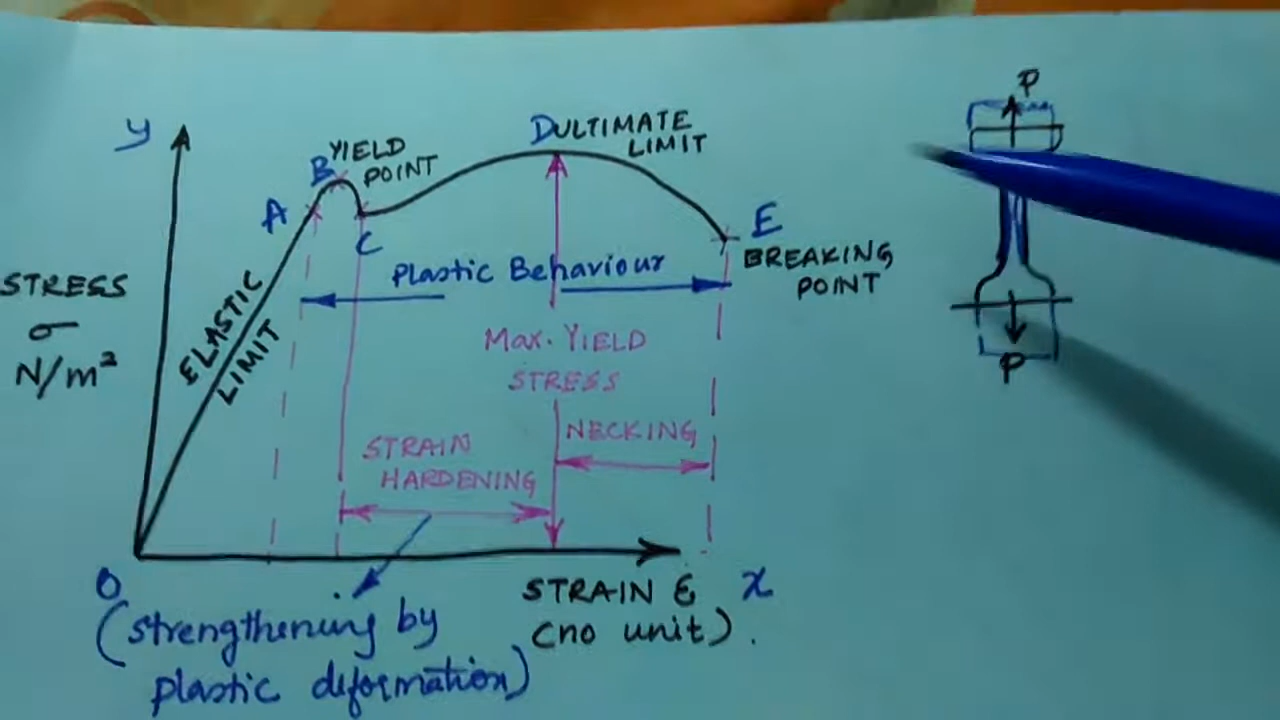 y
B YIELD
POINT
DULTIMATE
LIMIT
P
A
C
E
BREAKING
POINT
Plastic Behaviour
STRESS
σ
N/m²
ELASTIC
LIMIT
Max. YIELD
STRESS
STRAIN
HARDENING
NECKING
P
O
STRAIN ε
x
(no unit).
(strengthening by
plastic deformation)